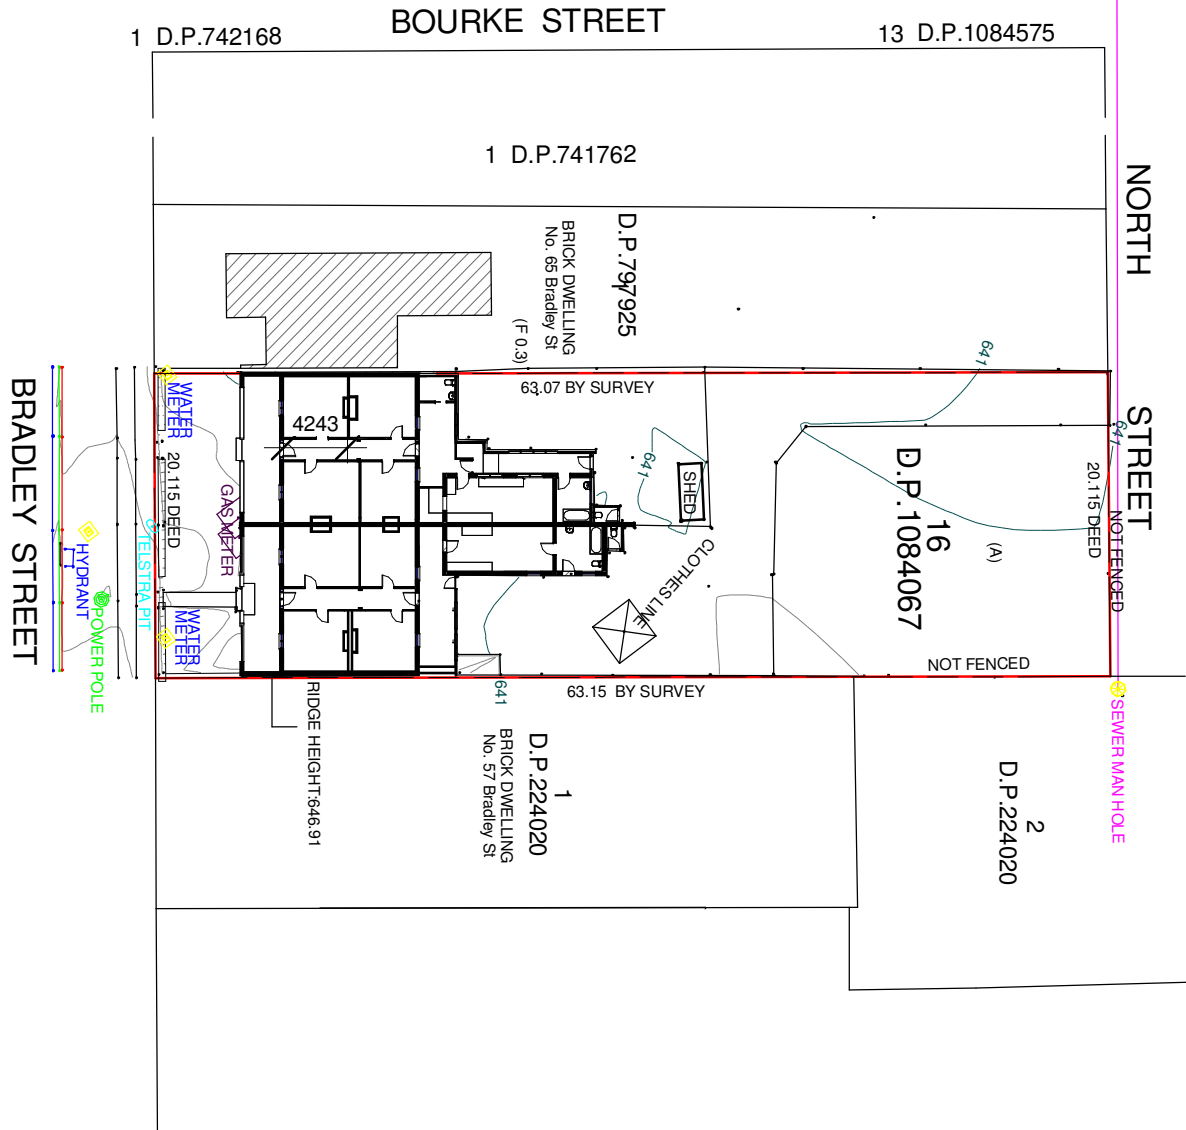 BOURKE STREET
1 D.P.742168
13 D.P.1084575
1 D.P.741762
NORTH STREET
D.P.797925
1
BRICK DWELLING
No. 65 Bradley St
(F 0.3)
641
63.07 BY SURVEY
BRADLEY STREET
WATER
METER
4243
20.115 DEED
GAS METER
641
SHED
16
D.P.1084067
(A)
641
20.115 DEED
NOT FENCED
HYDRANT
TELSTRA PIT
POWER POLE
WATER
METER
CLOTHES LINE
NOT FENCED
641
63.15 BY SURVEY
RIDGE HEIGHT:646.91
SEWER MAN HOLE
1
D.P.224020
BRICK DWELLING
No. 57 Bradley St
2
D.P.224020